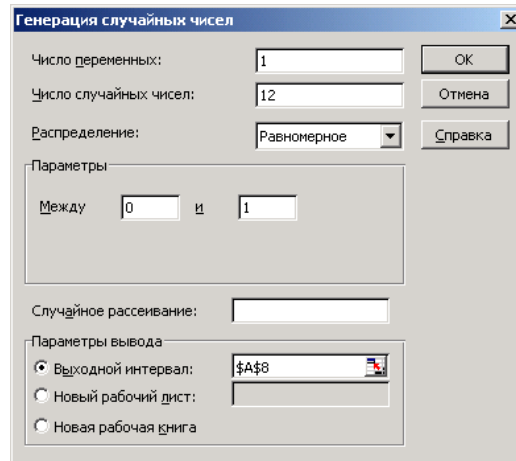 Генерация случайных чисел
Число переменных: 1 OK
Число случайных чисел: 12 Отмена
Распределение: Равномерное Справка
Параметры
Между 0 и 1
Случайное рассеивание:
Параметры вывода
Выходной интервал: $A$8
Новый рабочий лист:
Новая рабочая книга